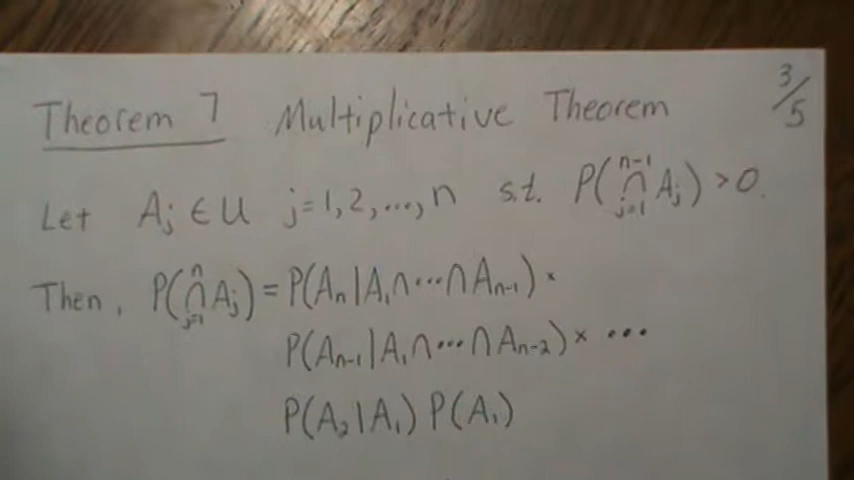 3/5
Theorem 7 Multiplicative Theorem
Let Aj ∈ U j=1,2,...,n s.t. P(⋂_{j=1}^{n-1} Aj) > 0.
Then, P(⋂_{j=1}^{n} Aj) = P(An|A1∩···∩An-1) ×
P(An-1|A1∩···∩An-2) × ···
P(A2|A1) P(A1)